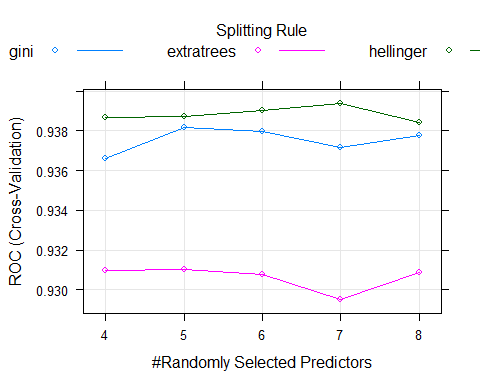 Splitting Rule
gini extratrees hellinger
0.938
0.936
0.934
0.932
0.930
ROC (Cross-Validation)
4 5 6 7 8
#Randomly Selected Predictors